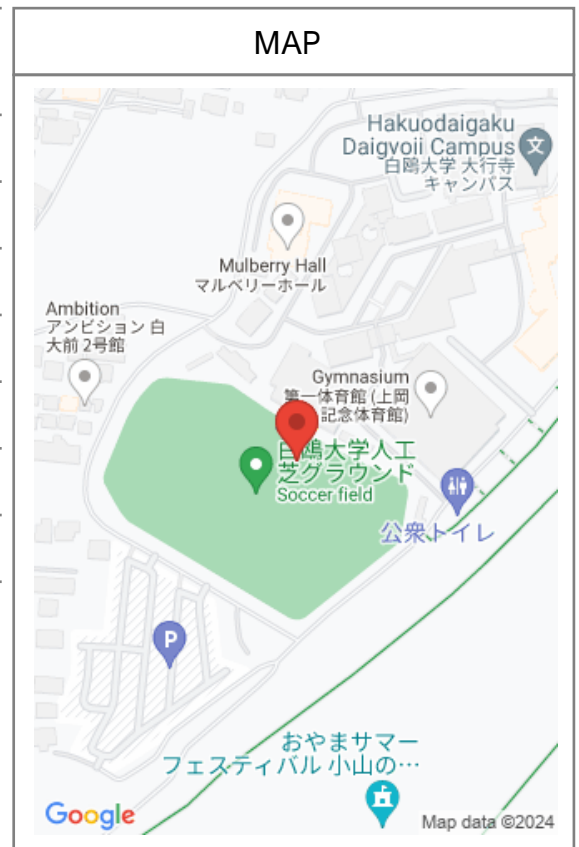 MAP
Hakuodaigaku
Daigyoji Campus
白鷗大学 大行寺
キャンパス
Mulberry Hall
マルベリーホール
Ambition
アンビション 白
大前 2号館
Gymnasium
第一体育館 (上岡
記念体育館)
白鷗大学人工
芝グラウンド
Soccer field
公衆トイレ
P
おやまサマー
フェスティバル 小山の…
Google
Map data ©2024